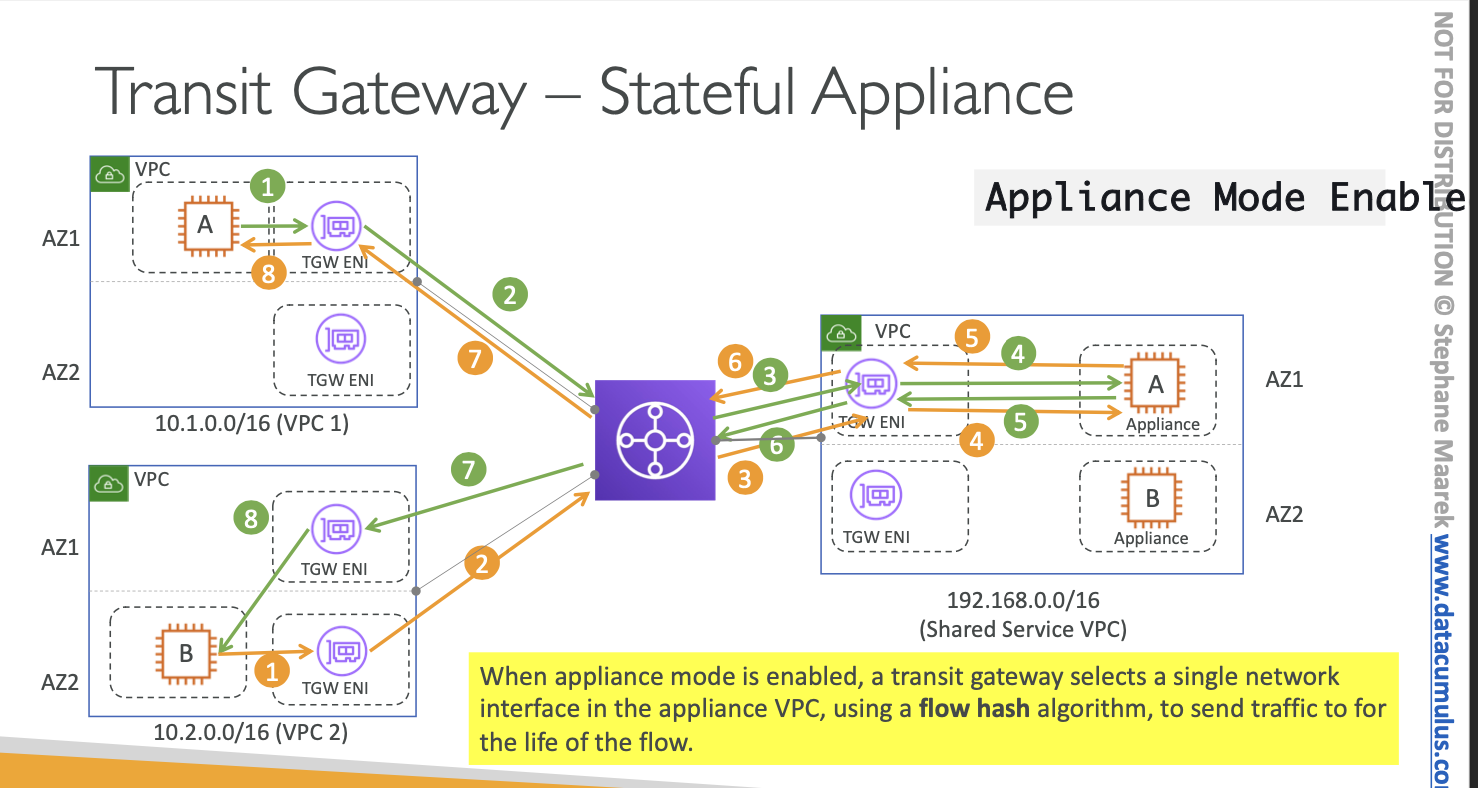 Transit Gateway – Stateful Appliance
Appliance Mode Enable
VPC
1
A
TGW ENI
8
AZ1
AZ2
TGW ENI
10.1.0.0/16 (VPC 1)
2
7
VPC
AZ1
8
TGW ENI
7
2
B
1
TGW ENI
AZ2
10.2.0.0/16 (VPC 2)
6
3
6
3
VPC
5
4
TGW ENI
4
5
A
Appliance
AZ1
TGW ENI
B
Appliance
AZ2
192.168.0.0/16
(Shared Service VPC)
When appliance mode is enabled, a transit gateway selects a single network
interface in the appliance VPC, using a flow hash algorithm, to send traffic to for
the life of the flow.
NOT FOR DISTRIBUTION © Stephane Maarek www.datacumulus.co